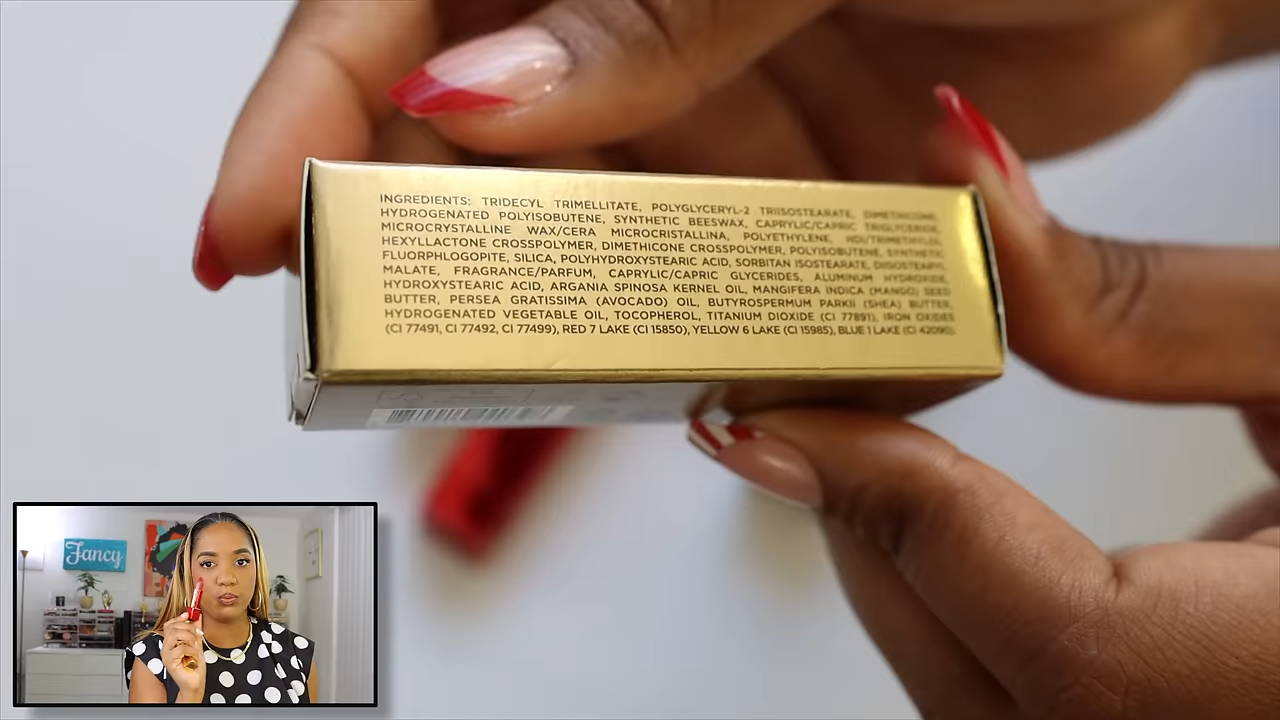 INGREDIENTS: TRIDECYL TRIMELLITATE, POLYGLYCERYL-2 TRIISOSTEARATE, DIMETHICONE,
HYDROGENATED POLYISOBUTENE, SYNTHETIC BEESWAX, CAPRYLIC/CAPRIC TRIGLYCERIDE,
MICROCRYSTALLINE WAX/CERA MICROCRISTALLINA, POLYETHYLENE, HDI/TRIMETHYLOL
HEXYLLACTONE CROSSPOLYMER, DIMETHICONE CROSSPOLYMER, POLYISOBUTENE, SYNTHETIC
FLUORPHLOGOPITE, SILICA, POLYHYDROXYSTEARIC ACID, SORBITAN ISOSTEARATE, DIISOSTEARYL
MALATE, FRAGRANCE/PARFUM, CAPRYLIC/CAPRIC GLYCERIDES, ALUMINUM HYDROXIDE,
HYDROXYSTEARIC ACID, ARGANIA SPINOSA KERNEL OIL, MANGIFERA INDICA (MANGO) SEED
BUTTER, PERSEA GRATISSIMA (AVOCADO) OIL, BUTYROSPERMUM PARKII (SHEA) BUTTER,
HYDROGENATED VEGETABLE OIL, TOCOPHEROL, TITANIUM DIOXIDE (CI 77891), IRON OXIDES
(CI 77491, CI 77492, CI 77499), RED 7 LAKE (CI 15850), YELLOW 6 LAKE (CI 15985), BLUE 1 LAKE (CI 42090)
Fancy